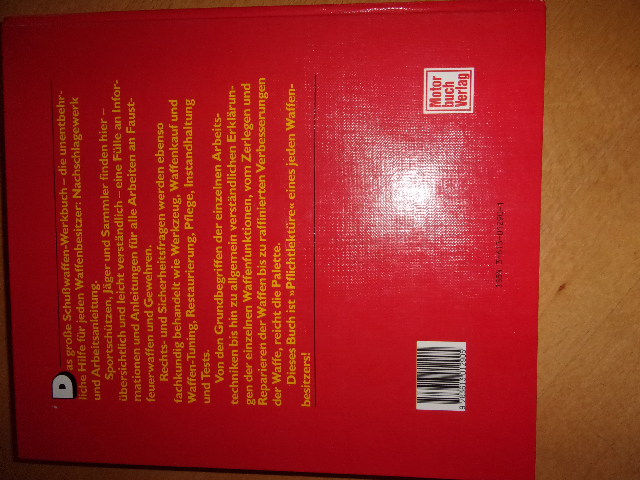 Das große Schußwaffen-Werkbuch – die unentbehr-
liche Hilfe für jeden Waffenbesitzer: Nachschlagewerk
und Arbeitsanleitung.
Sportschützen, Jäger und Sammler finden hier –
übersichtlich und leicht verständlich – eine Fülle an Infor-
mationen und Anleitungen für alle Arbeiten an Faust-
feuerwaffen und Gewehren.
Rechts- und Sicherheitsfragen werden ebenso
fachkundig behandelt wie Werkzeug, Waffenkauf und
Waffen-Tuning, Restaurierung, Pflege, Instandhaltung
und Tests.
Von den Grundbegriffen der einzelnen Arbeits-
techniken bis hin zu allgemein verständlichen Erklärun-
gen der einzelnen Waffenfunktionen, vom Zerlegen und
Reparieren der Waffen bis zu raffinierten Verbesserungen
der Waffe, reicht die Palette.
Dieses Buch ist »Pflichtlektüre« eines jeden Waffen-
besitzers!
Motor
buch
Verlag
ISBN